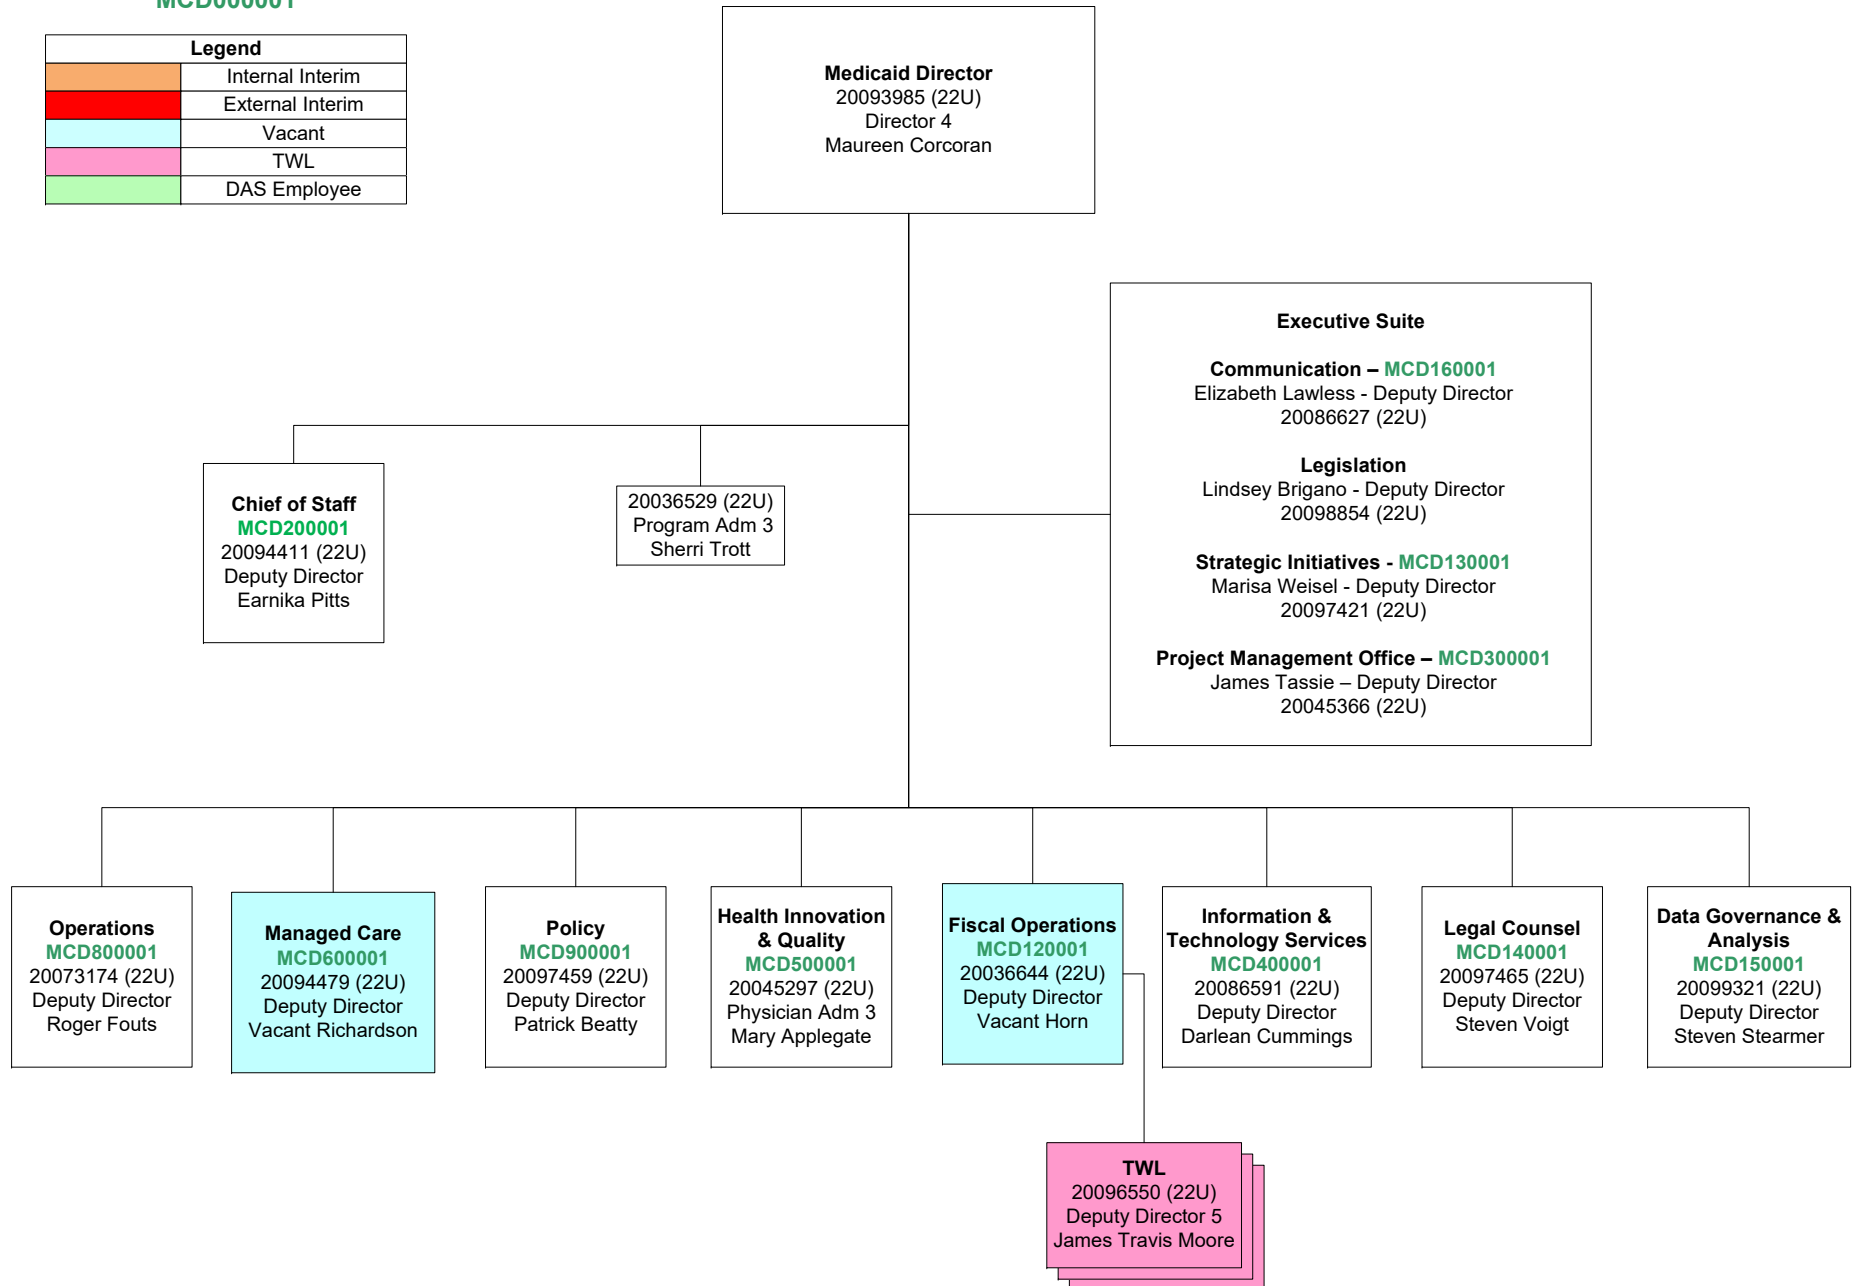 MCD000001
Legend
Internal Interim
External Interim
Vacant
TWL
DAS Employee
Medicaid Director
20093985 (22U)
Director 4
Maureen Corcoran
Executive Suite
Communication – MCD160001
Elizabeth Lawless - Deputy Director
20086627 (22U)
Legislation
Lindsey Brigano - Deputy Director
20098854 (22U)
Strategic Initiatives - MCD130001
Marisa Weisel - Deputy Director
20097421 (22U)
Project Management Office – MCD300001
James Tassie – Deputy Director
20045366 (22U)
Chief of Staff
MCD200001
20094411 (22U)
Deputy Director
Earnika Pitts
20036529 (22U)
Program Adm 3
Sherri Trott
Operations
MCD800001
20073174 (22U)
Deputy Director
Roger Fouts
Managed Care
MCD600001
20094479 (22U)
Deputy Director
Vacant Richardson
Policy
MCD900001
20097459 (22U)
Deputy Director
Patrick Beatty
Health Innovation
& Quality
MCD500001
20045297 (22U)
Physician Adm 3
Mary Applegate
Fiscal Operations
MCD120001
20036644 (22U)
Deputy Director
Vacant Horn
Information &
Technology Services
MCD400001
20086591 (22U)
Deputy Director
Darlean Cummings
Legal Counsel
MCD140001
20097465 (22U)
Deputy Director
Steven Voigt
Data Governance &
Analysis
MCD150001
20099321 (22U)
Deputy Director
Steven Stearmer
TWL
20096550 (22U)
Deputy Director 5
James Travis Moore